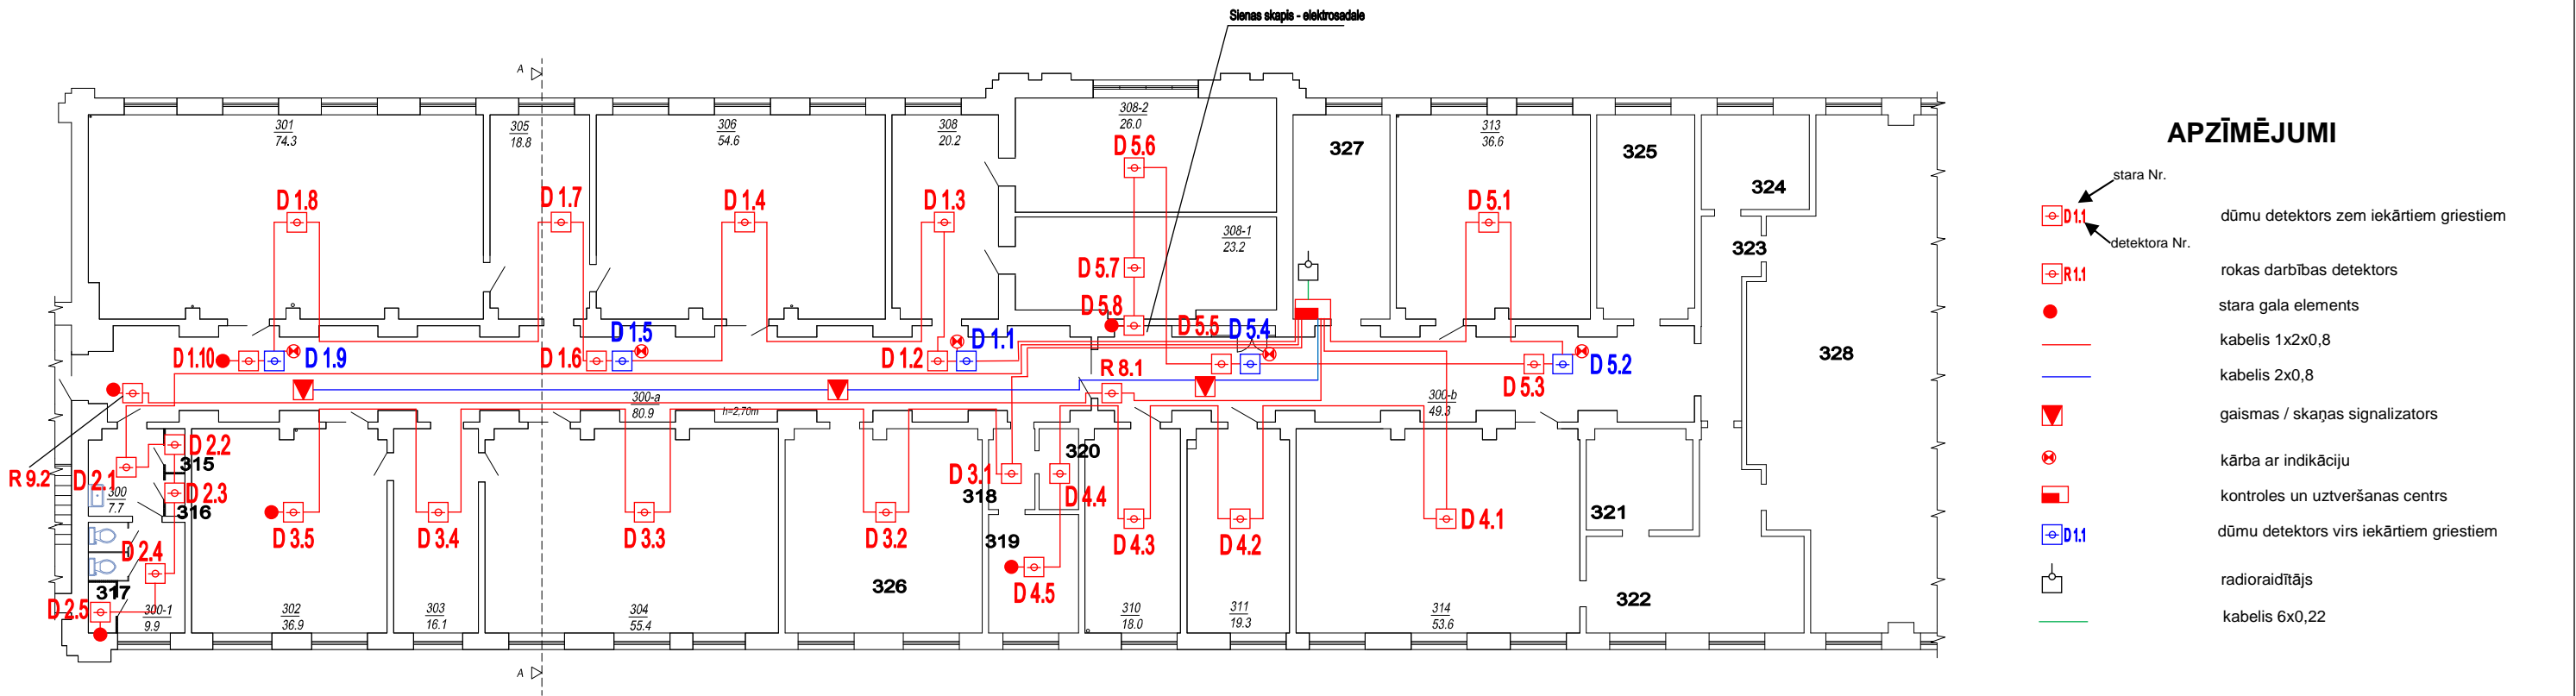 Sienas skapis - elektrosadale
A
301
74.3
305
18.8
306
54.6
308
20.2
308-2
26.0
308-1
23.2
327
313
36.6
325
324
323
328
D 1.8
D 1.7
D 1.4
D 1.3
D 5.6
D 5.7
D 5.8
D 5.1
D 1.10
D 1.9
D 1.6
D 1.5
D 1.2
D 1.1
D 5.5
D 5.4
D 5.3
D 5.2
R 8.1
300-a
80.9
h=2,70m
300-b
49.3
R 9.2
D 2.1
D 2.2
315
D 2.3
316
300
7.7
D 2.4
317
D 2.5
300-1
9.9
D 3.5
302
36.9
D 3.4
303
16.1
D 3.3
304
55.4
D 3.2
326
D 3.1
318
319
320
D 4.4
D 4.5
D 4.3
310
18.0
D 4.2
311
19.3
D 4.1
314
53.6
321
322
A
APZĪMĒJUMI
stara Nr.
D1.1 dūmu detektors zem iekārtiem griestiem
detektora Nr.
R1.1 rokas darbības detektors
stara gala elements
kabelis 1x2x0,8
kabelis 2x0,8
gaismas / skaņas signalizators
kārba ar indikāciju
kontroles un uztveršanas centrs
D1.1 dūmu detektors virs iekārtiem griestiem
radioraidītājs
kabelis 6x0,22